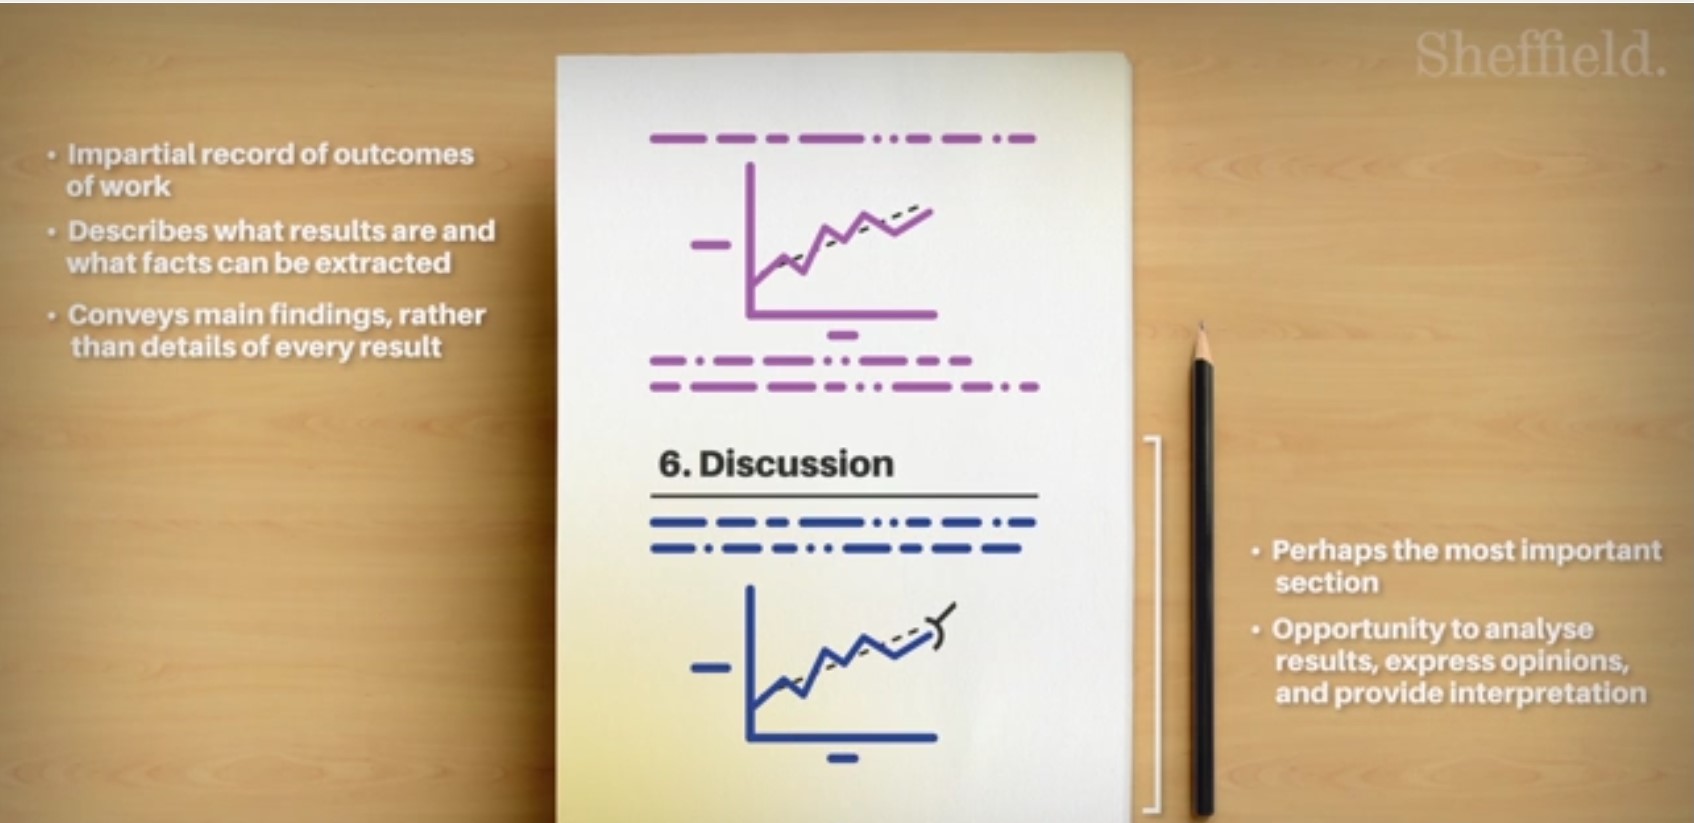 Sheffield.
• Impartial record of outcomes
of work
• Describes what results are and
what facts can be extracted
• Conveys main findings, rather
than details of every result
6. Discussion
• Perhaps the most important
section
• Opportunity to analyse
results, express opinions,
and provide interpretation